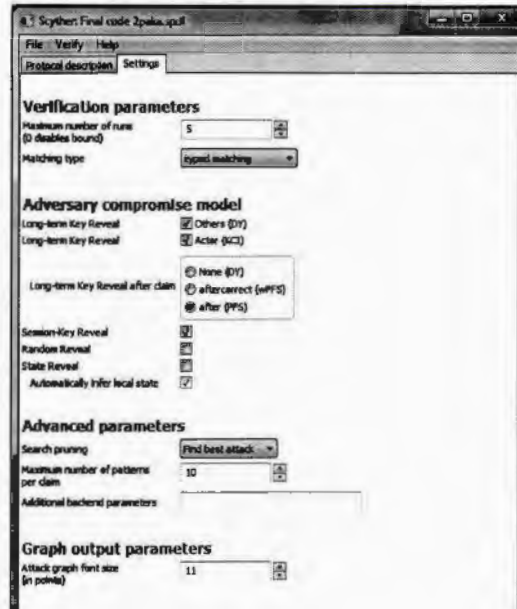 Scyther: Final code 2paka.spdl
File Verify Help
Protocol description Settings
Verification parameters
Maximum number of runs
(0 disables bound)
5
Matching type
typed matching
Adversary compromise model
Long-term Key Reveal
Others (DY)
Long-term Key Reveal
Actor (KCI)
Long-term Key Reveal after claim
None (DY)
aftercorrect (wPFS)
after (PFS)
Session-Key Reveal
Random Reveal
State Reveal
Automatically infer local state
Advanced parameters
Search pruning
Find best attack
Maximum number of patterns
per claim
10
Additional backend parameters
Graph output parameters
Attack graph font size
(in points)
11